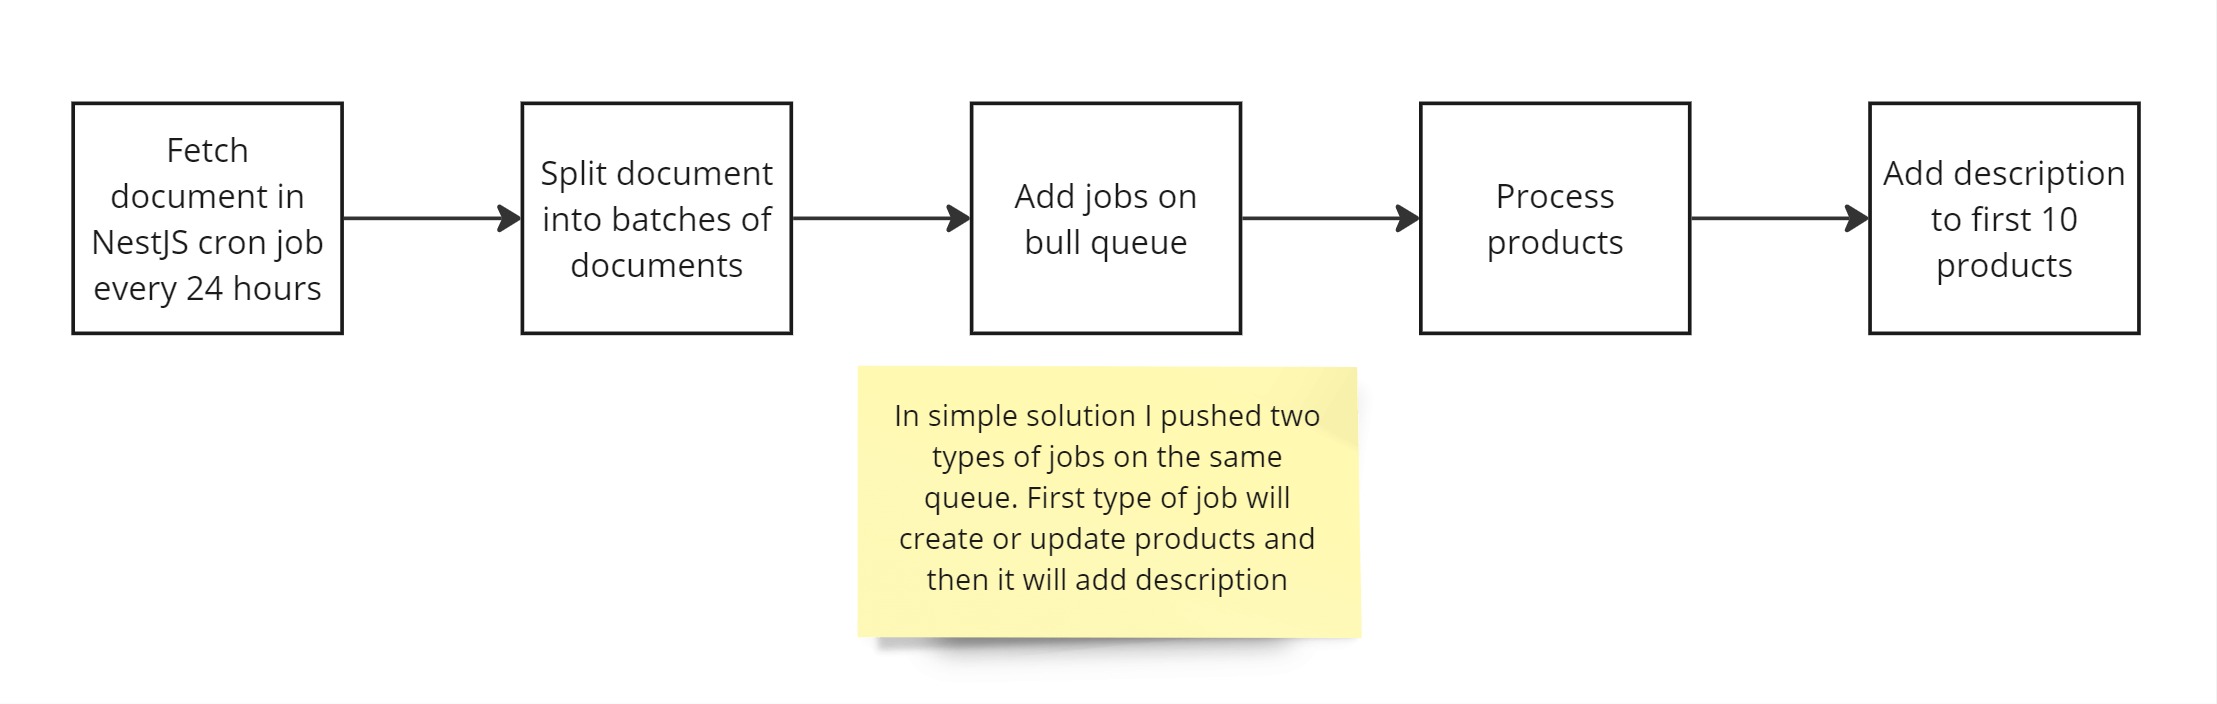 Fetch
document in
NestJS cron job
every 24 hours
Split document
into batches of
documents
Add jobs on
bull queue
Process
products
Add description
to first 10
products
In simple solution I pushed two
types of jobs on the same
queue. First type of job will
create or update products and
then it will add description